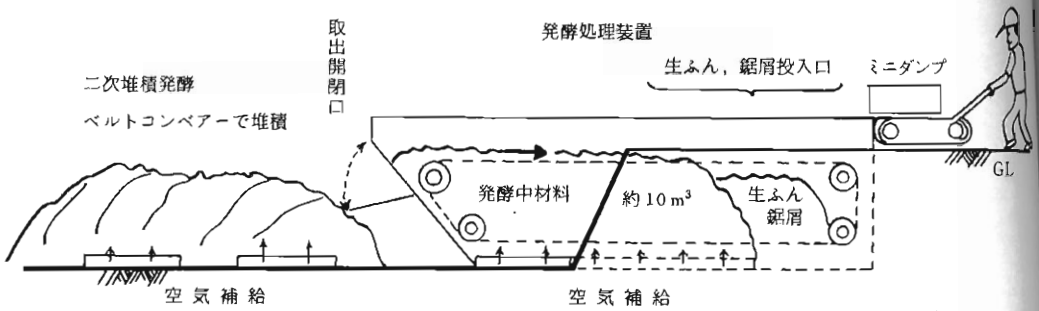 発酵処理装置
取出開閉口
二次堆積発酵
ベルトコンベアーで堆積
生ふん，鋸屑投入口
ミニダンプ
GL
発酵中材料
約10m³
生ふん
鋸屑
空気補給
空気補給